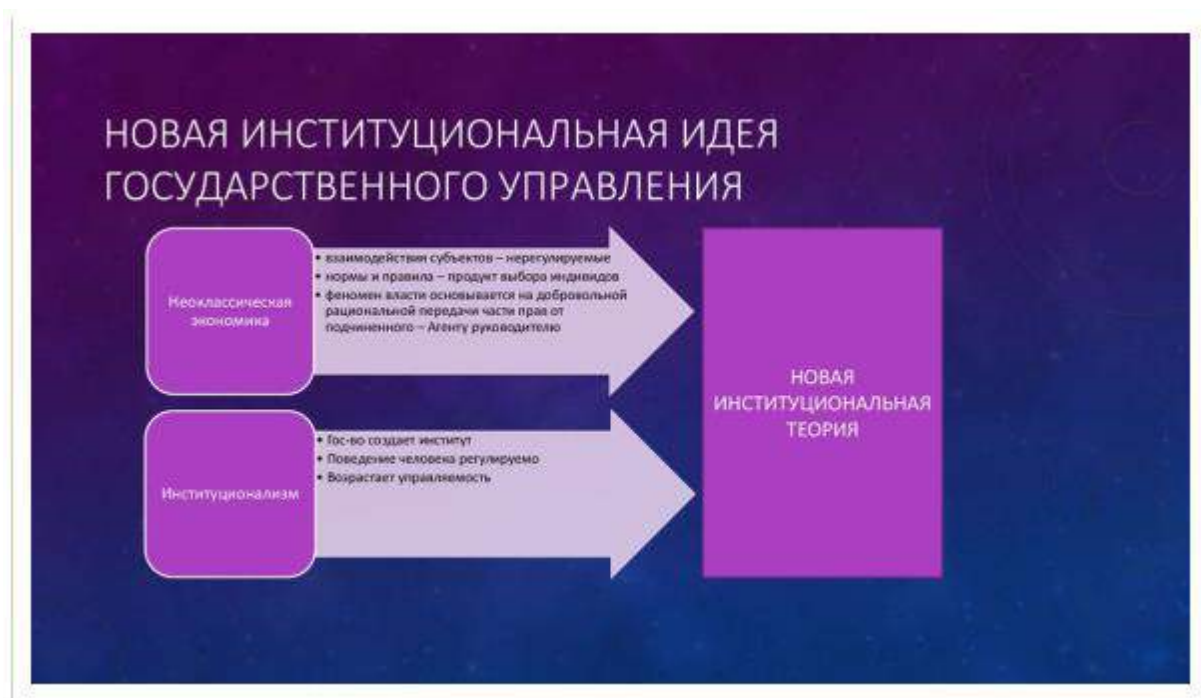 НОВАЯ ИНСТИТУЦИОНАЛЬНАЯ ИДЕЯ
ГОСУДАРСТВЕННОГО УПРАВЛЕНИЯ
Неоклассическая
экономика
• взаимодействия субъектов – нерегулируемые
• нормы и правила – продукт выбора индивидов
• феномен власти основывается на добровольной
рациональной передачи части прав от
подчиненного – Агенту руководителю
Институционализм
• Гос-во создает институт
• Поведение человека регулируемо
• Возрастает управляемость
НОВАЯ
ИНСТИТУЦИОНАЛЬНАЯ
ТЕОРИЯ